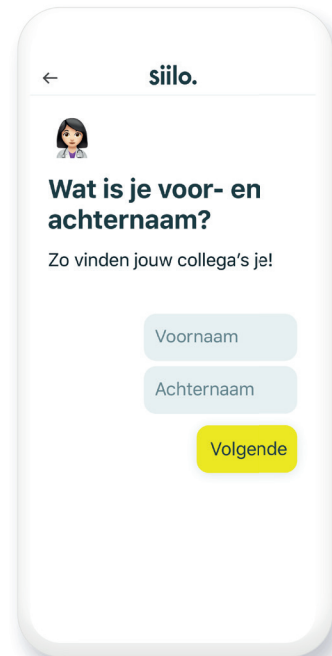 siilo.
Wat is je voor- en
achternaam?
Zo vinden jouw collega's je!
Voornaam
Achternaam
Volgende